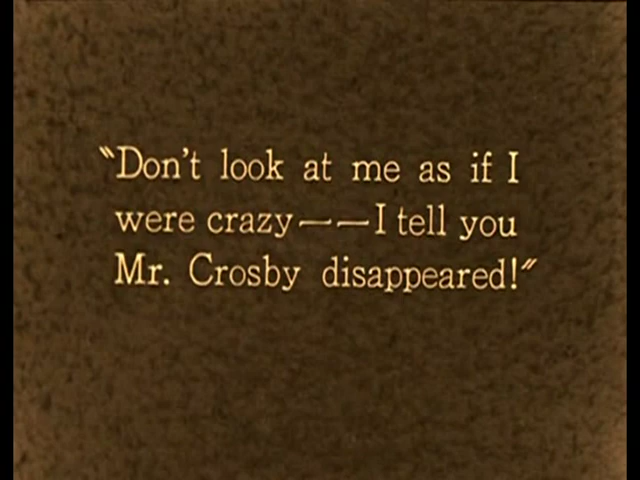 "Don't look at me as if I
were crazy——I tell you
Mr. Crosby disappeared!"